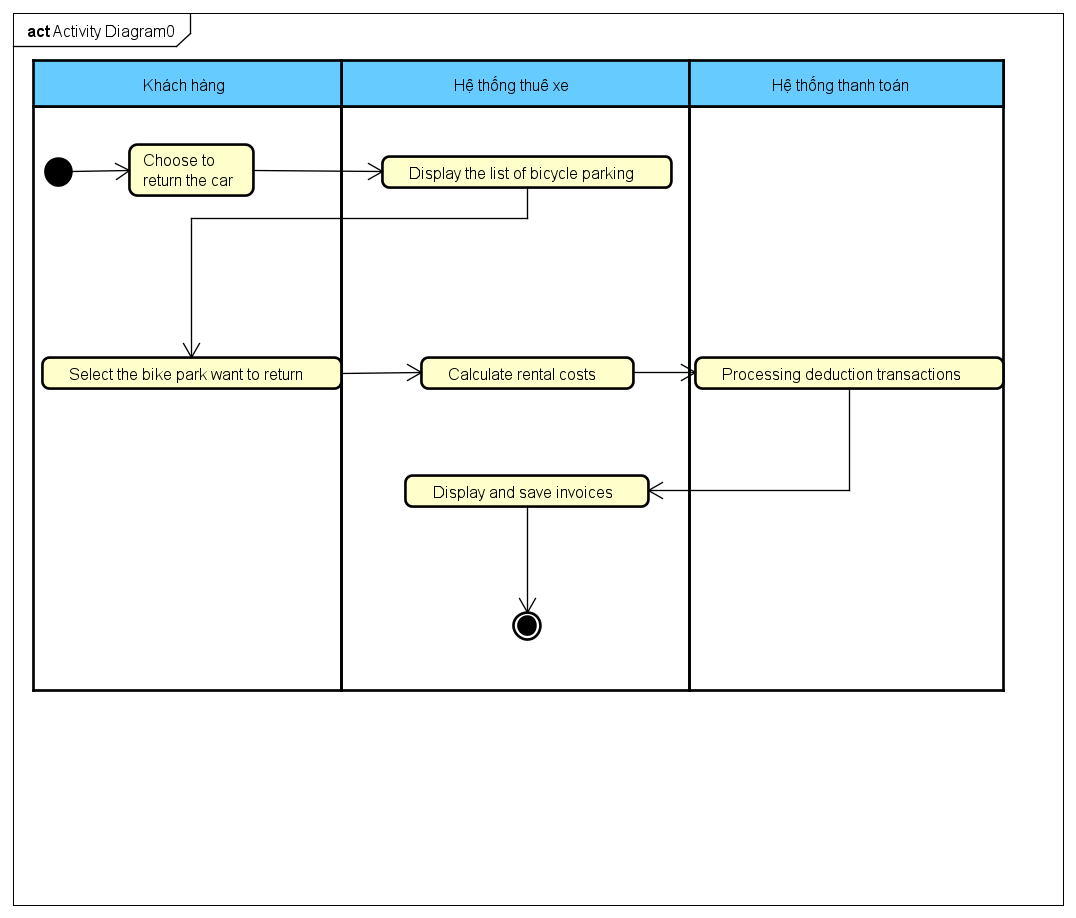 act Activity Diagram0
Khách hàng
Hệ thống thuê xe
Hệ thống thanh toán
Choose to
return the car
Display the list of bicycle parking
Select the bike park want to return
Calculate rental costs
Processing deduction transactions
Display and save invoices